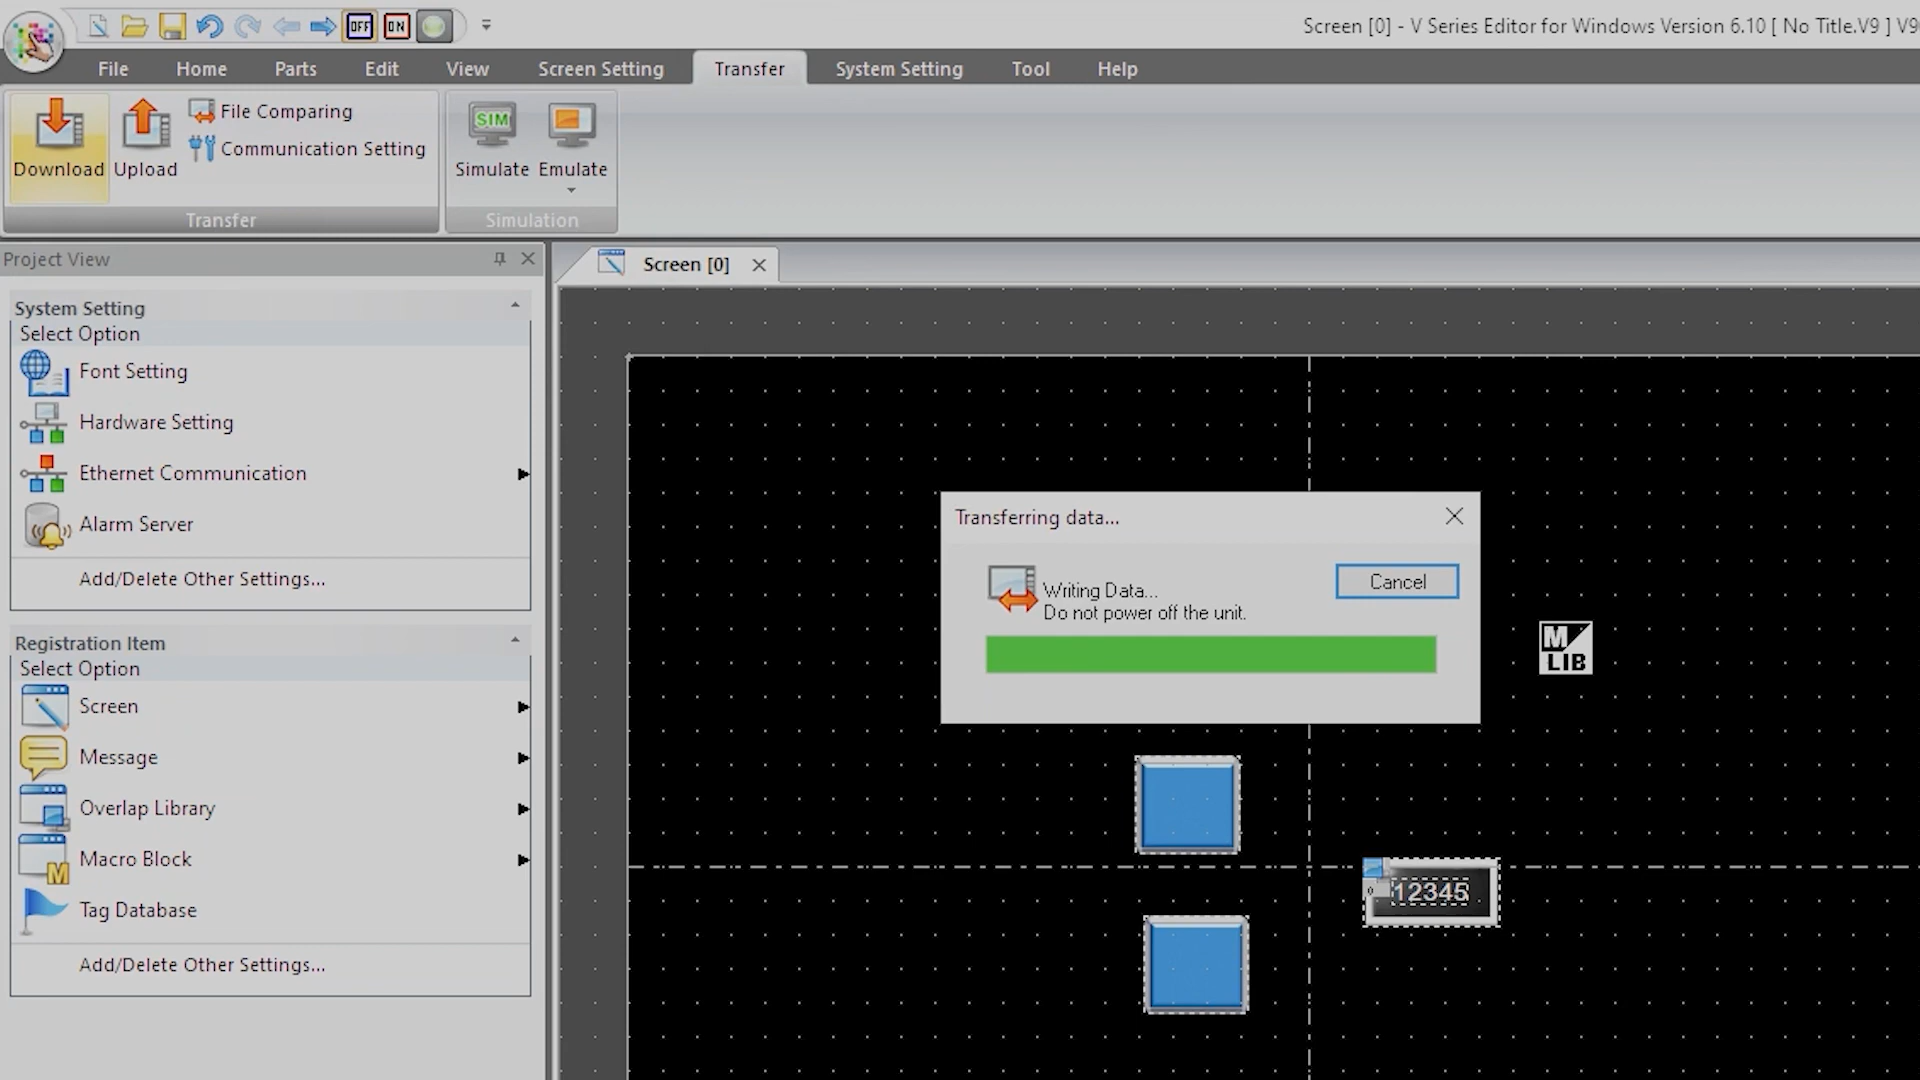 OFF
ON
Screen [0] - V Series Editor for Windows Version 6.10 [ No Title.V9 ] V9
File
Home
Parts
Edit
View
Screen Setting
Transfer
System Setting
Tool
Help
Download
Upload
File Comparing
Communication Setting
SIM
Simulate
Emulate
Transfer
Simulation
Project View
Screen [0]
System Setting
Select Option
Font Setting
Hardware Setting
Ethernet Communication
Alarm Server
Add/Delete Other Settings...
Registration Item
Select Option
Screen
Message
Overlap Library
Macro Block
Tag Database
Add/Delete Other Settings...
Transferring data...
Writing Data...
Do not power off the unit.
Cancel
M
LIB
0
12345